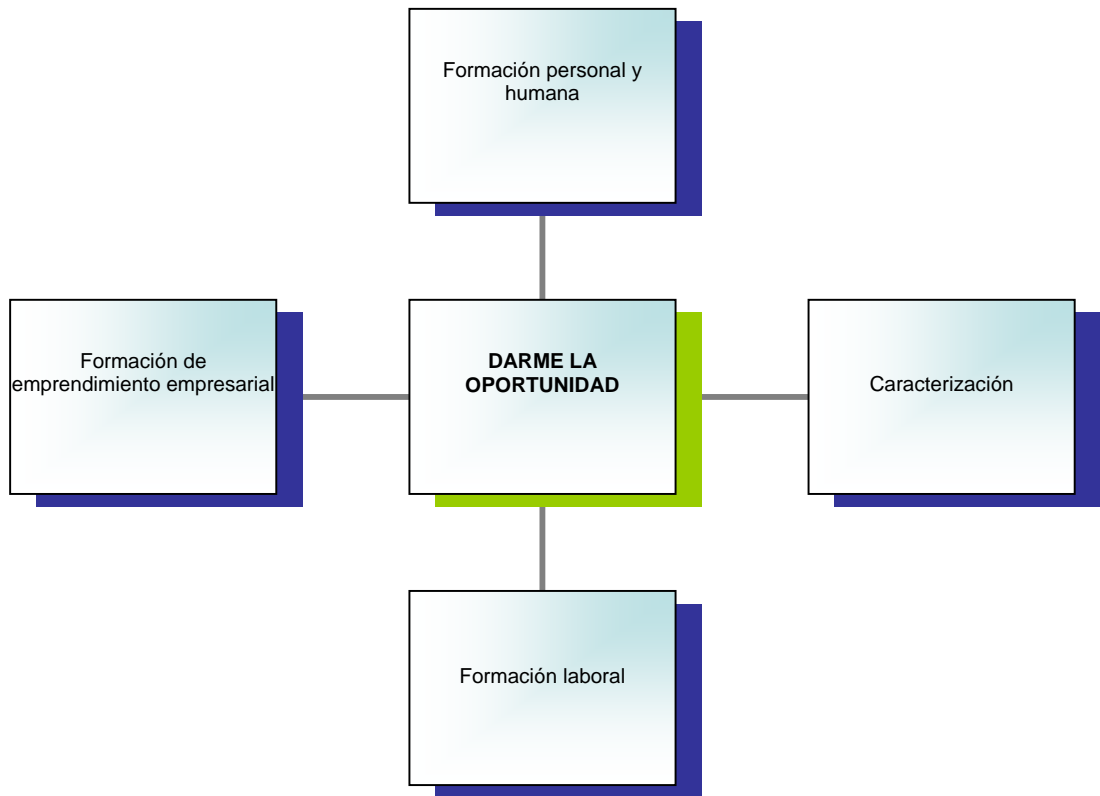 Formación personal y
humana
Formación de
emprendimiento empresarial
DARME LA
OPORTUNIDAD
Caracterización
Formación laboral